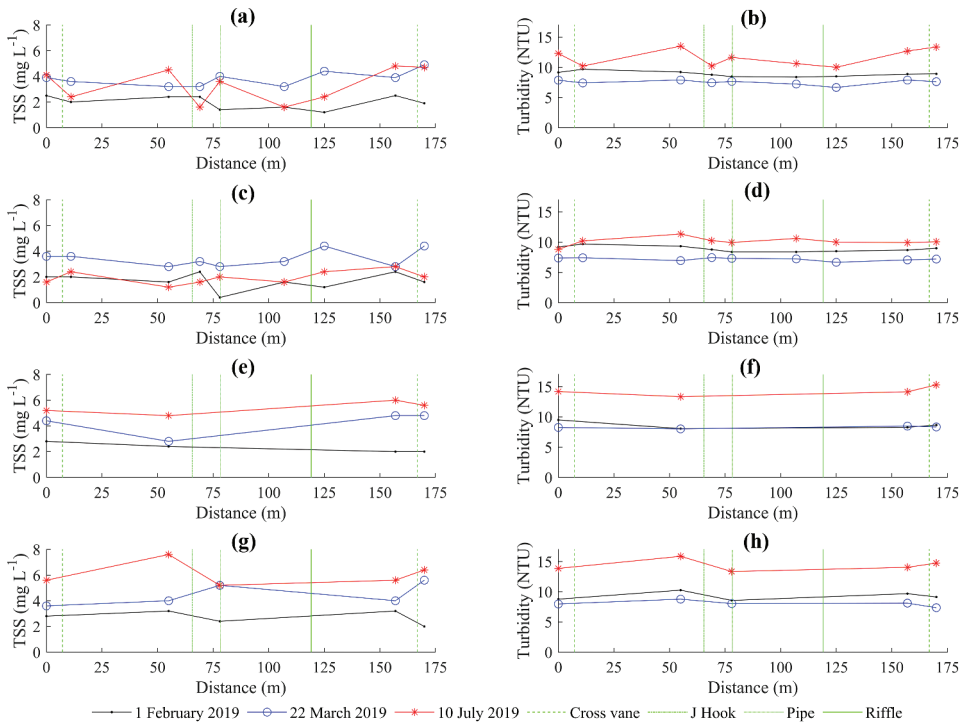 (a)
TSS (mg L⁻¹)
8
6
4
2
0
0 25 50 75 100 125 150 175
Distance (m)
(b)
Turbidity (NTU)
15
10
5
0
0 25 50 75 100 125 150 175
Distance (m)
(c)
TSS (mg L⁻¹)
8
6
4
2
0
0 25 50 75 100 125 150 175
Distance (m)
(d)
Turbidity (NTU)
15
10
5
0
0 25 50 75 100 125 150 175
Distance (m)
(e)
TSS (mg L⁻¹)
8
6
4
2
0
0 25 50 75 100 125 150 175
Distance (m)
(f)
Turbidity (NTU)
15
10
5
0
0 25 50 75 100 125 150 175
Distance (m)
(g)
TSS (mg L⁻¹)
8
6
4
2
0
0 25 50 75 100 125 150 175
Distance (m)
(h)
Turbidity (NTU)
15
10
5
0
0 25 50 75 100 125 150 175
Distance (m)
1 February 2019 22 March 2019 10 July 2019 Cross vane J Hook Pipe Riffle